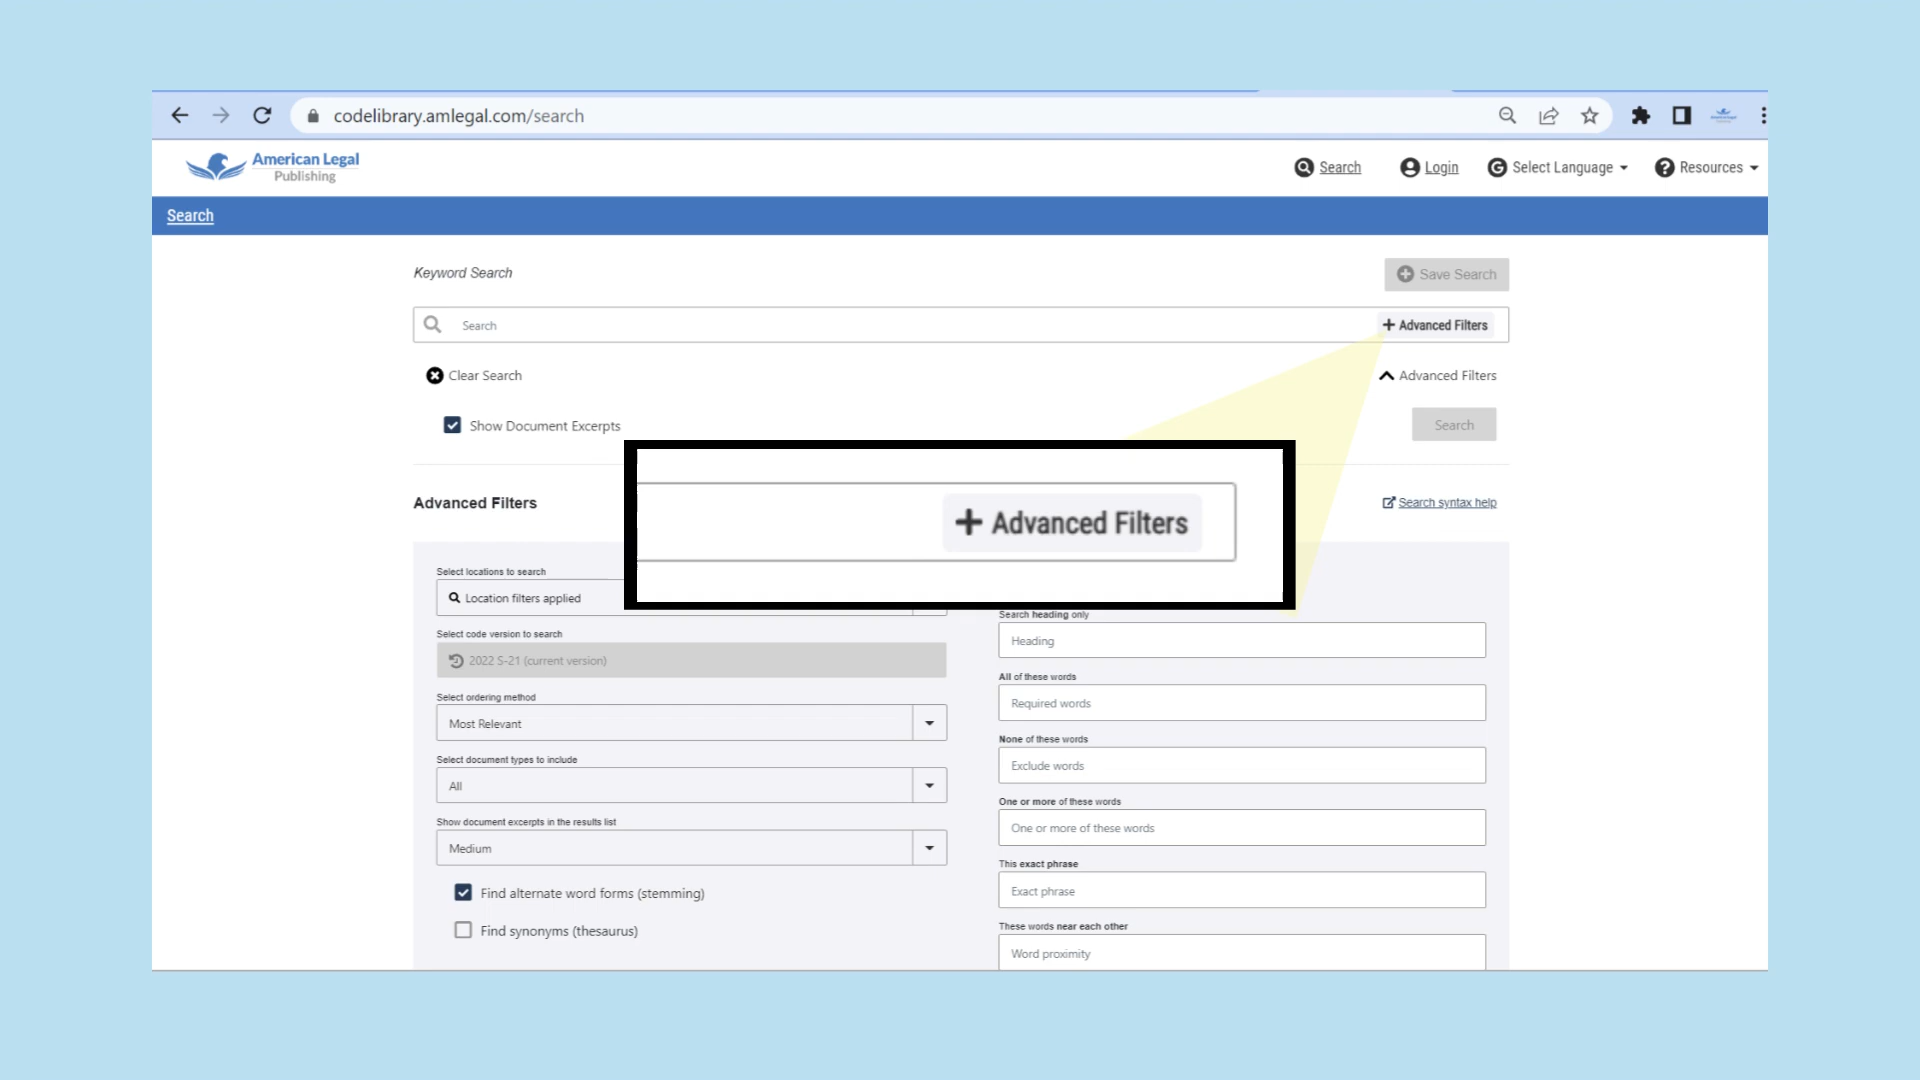 codelibrary.amlegal.com/search
American Legal
Publishing
Search
Login
Select Language
Resources
Search
Keyword Search
Save Search
Search
+ Advanced Filters
Clear Search
Advanced Filters
Show Document Excerpts
Search
+ Advanced Filters
Advanced Filters
Search syntax help
Select locations to search
Location filters applied
Select code version to search
2022 S-21 (current version)
Select ordering method
Most Relevant
Select document types to include
All
Show document excerpts in the results list
Medium
Find alternate word forms (stemming)
Find synonyms (thesaurus)
Search heading only
Heading
All of these words
Required words
None of these words
Exclude words
One or more of these words
One or more of these words
This exact phrase
Exact phrase
These words near each other
Word proximity